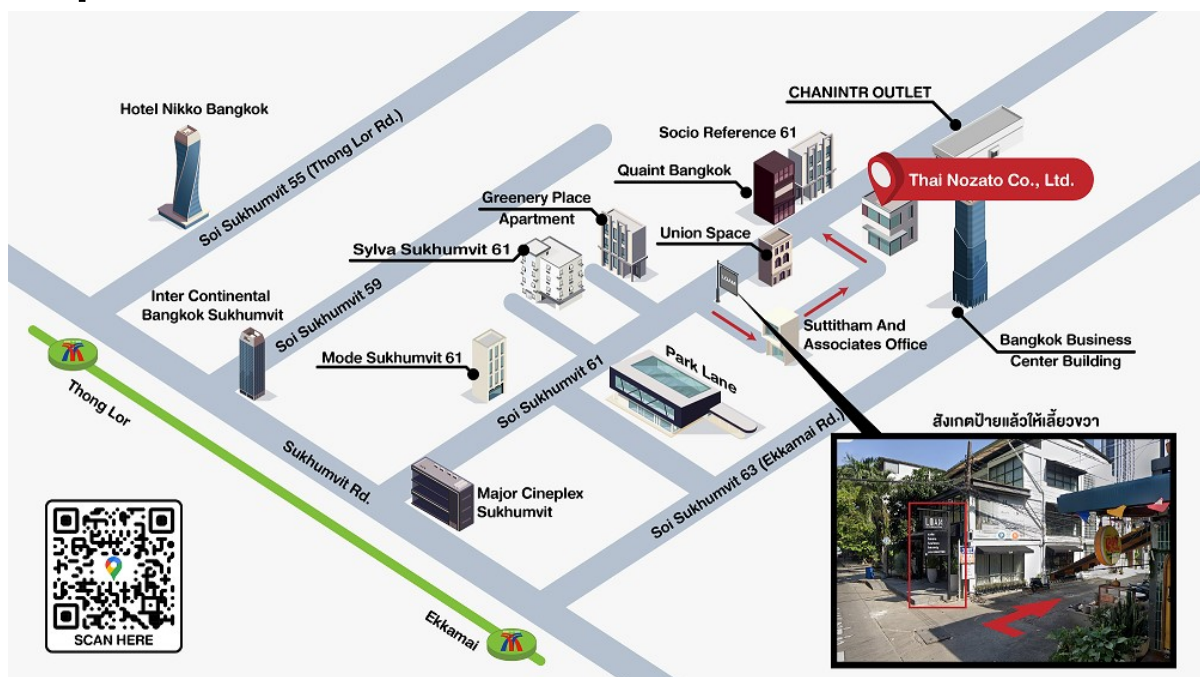 Hotel Nikko Bangkok
Soi Sukhumvit 55 (Thong Lor Rd.)
CHANINTR OUTLET
Socio Reference 61
Quaint Bangkok
Thai Nozato Co., Ltd.
Greenery Place
Apartment
Union Space
Sylva Sukhumvit 61
Inter Continental
Bangkok Sukhumvit
Soi Sukhumvit 59
Mode Sukhumvit 61
Soi Sukhumvit 61
Park Lane
Suttitham And
Associates Office
Bangkok Business
Center Building
Thong Lor
Sukhumvit Rd.
Major Cineplex
Sukhumvit
Soi Sukhumvit 63 (Ekkamai Rd.)
Ekkamai
สังเกตป้ายแล้วให้เลี้ยวขวา
SCAN HERE